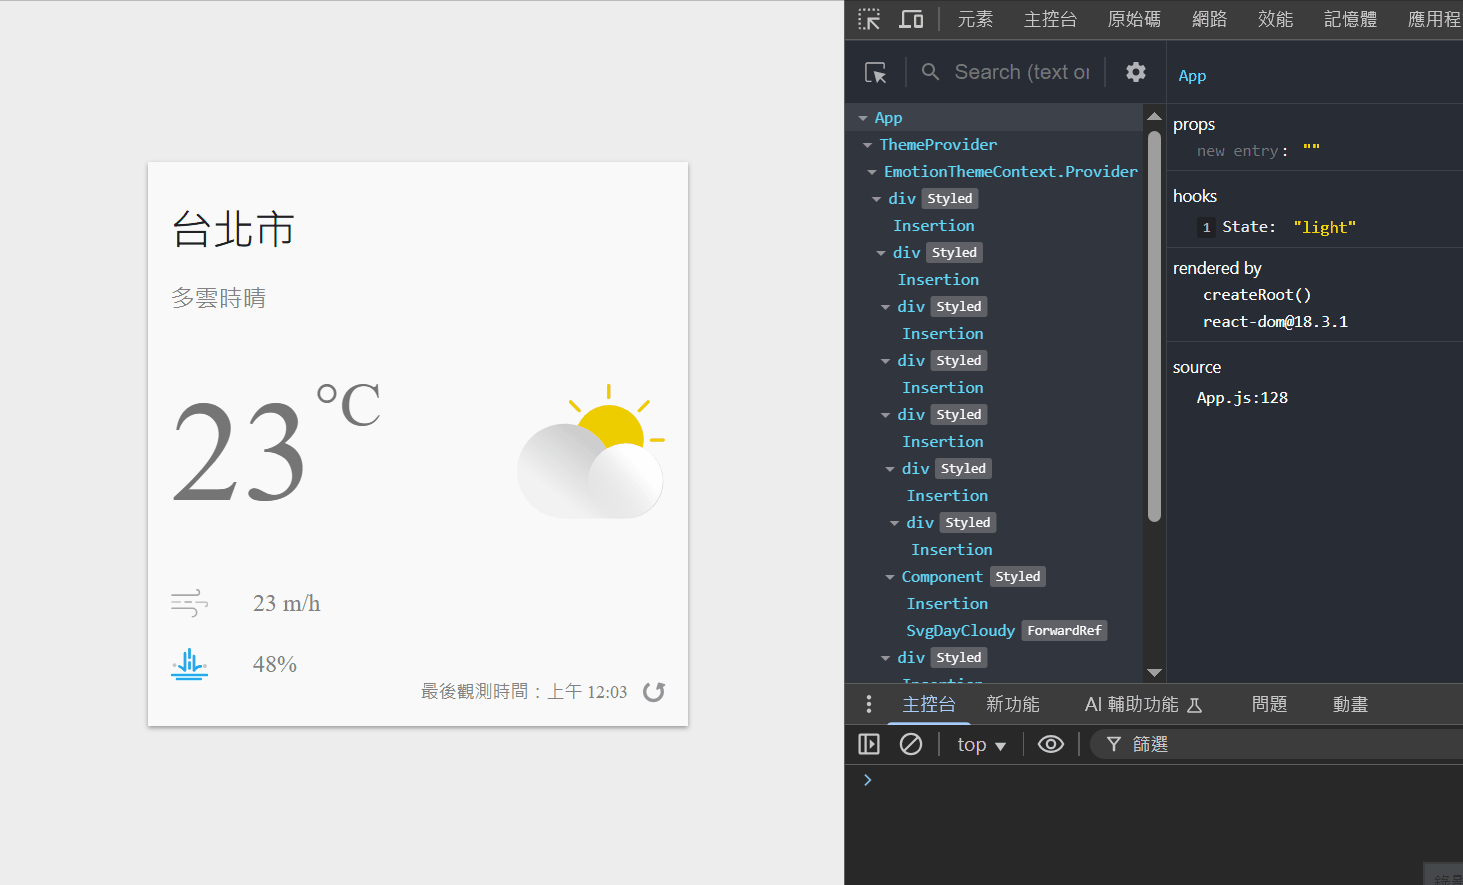 台北市
多雲時晴
23 °C
23 m/h
48%
最後觀測時間：上午 12:03
元素 主控台 原始碼 網路 效能 記憶體 應用程
Search (text or
App
ThemeProvider
EmotionThemeContext.Provider
div Styled
Insertion
div Styled
Insertion
div Styled
Insertion
div Styled
Insertion
div Styled
Insertion
div Styled
Insertion
div Styled
Insertion
Component Styled
Insertion
SvgDayCloudy ForwardRef
div Styled
Insertion
App
props
new entry: ""
hooks
1 State: "light"
rendered by
createRoot()
react-dom@18.3.1
source
App.js:128
主控台 新功能 AI 輔助功能 問題 動畫
top ▼ 篩選